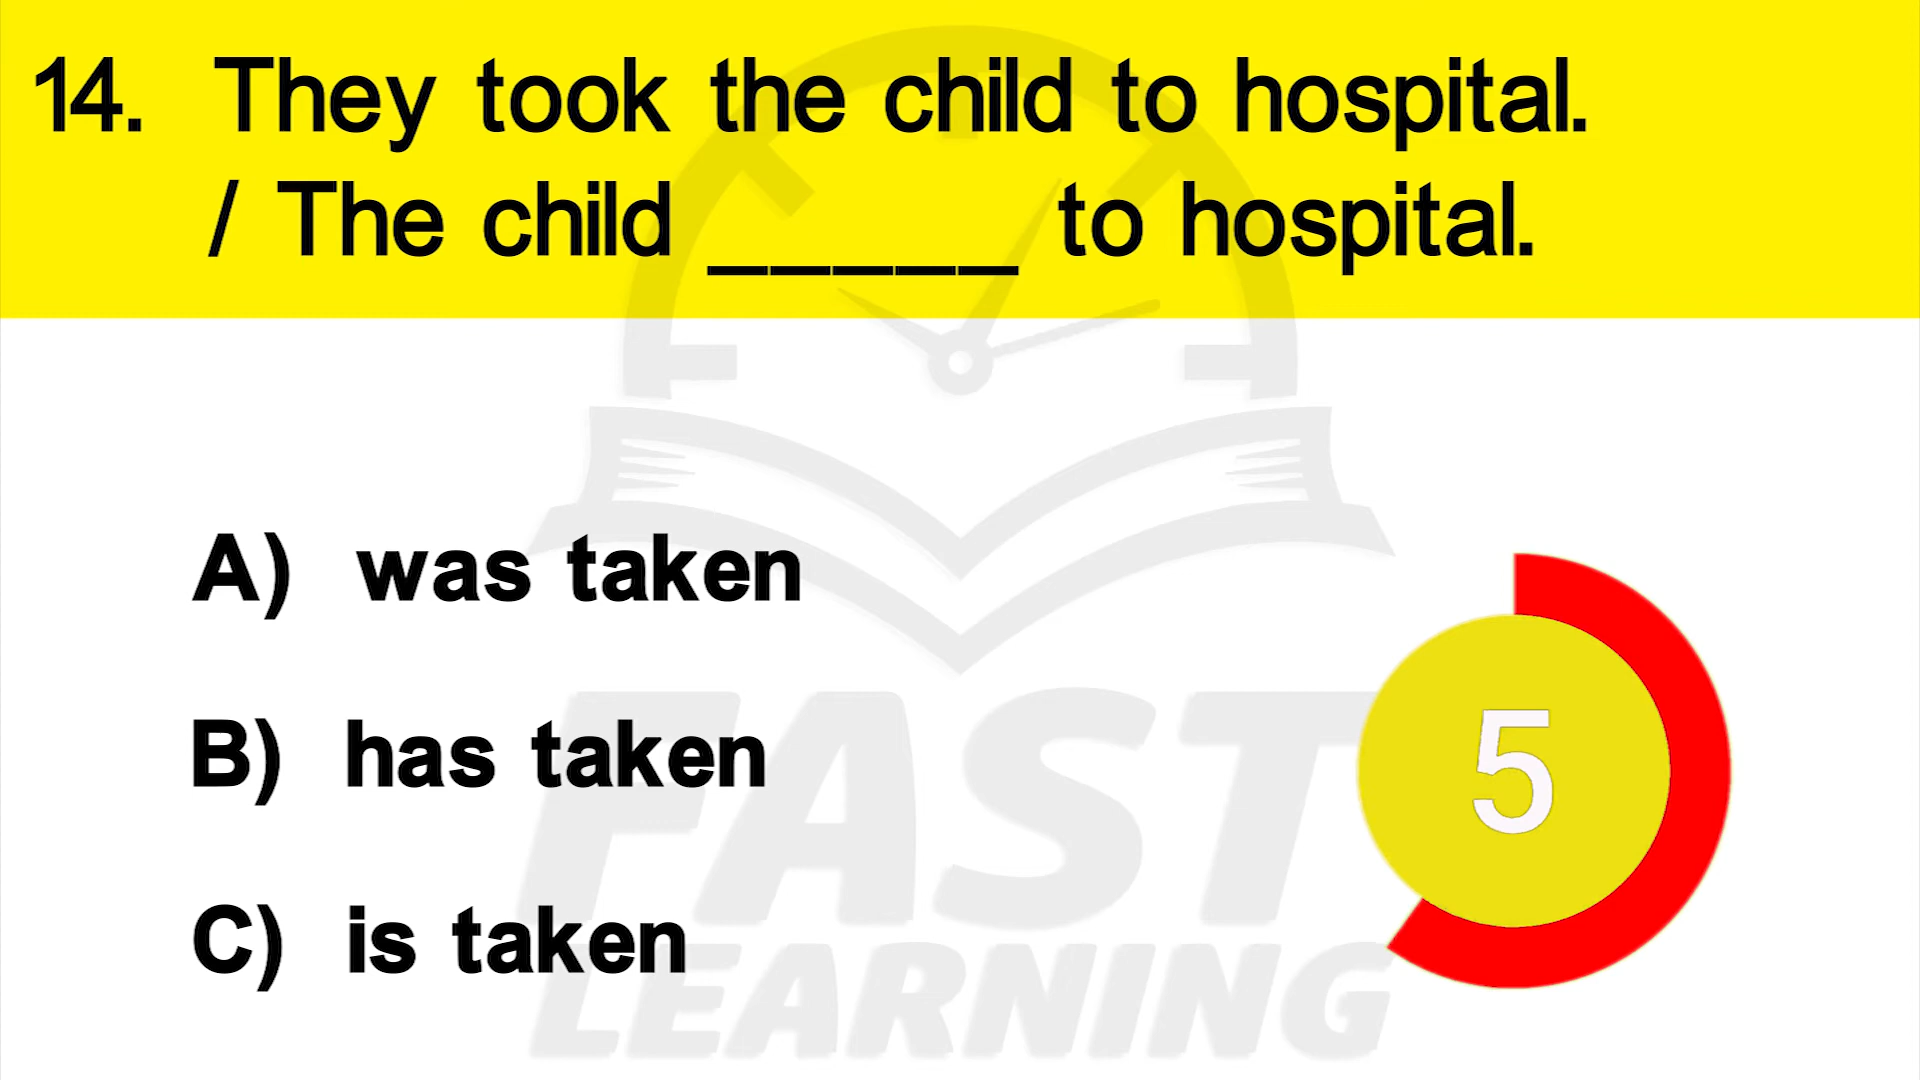 14. They took the child to hospital.
/ The child _____ to hospital.
A) was taken
B) has taken
C) is taken
5
FAST
LEARNING